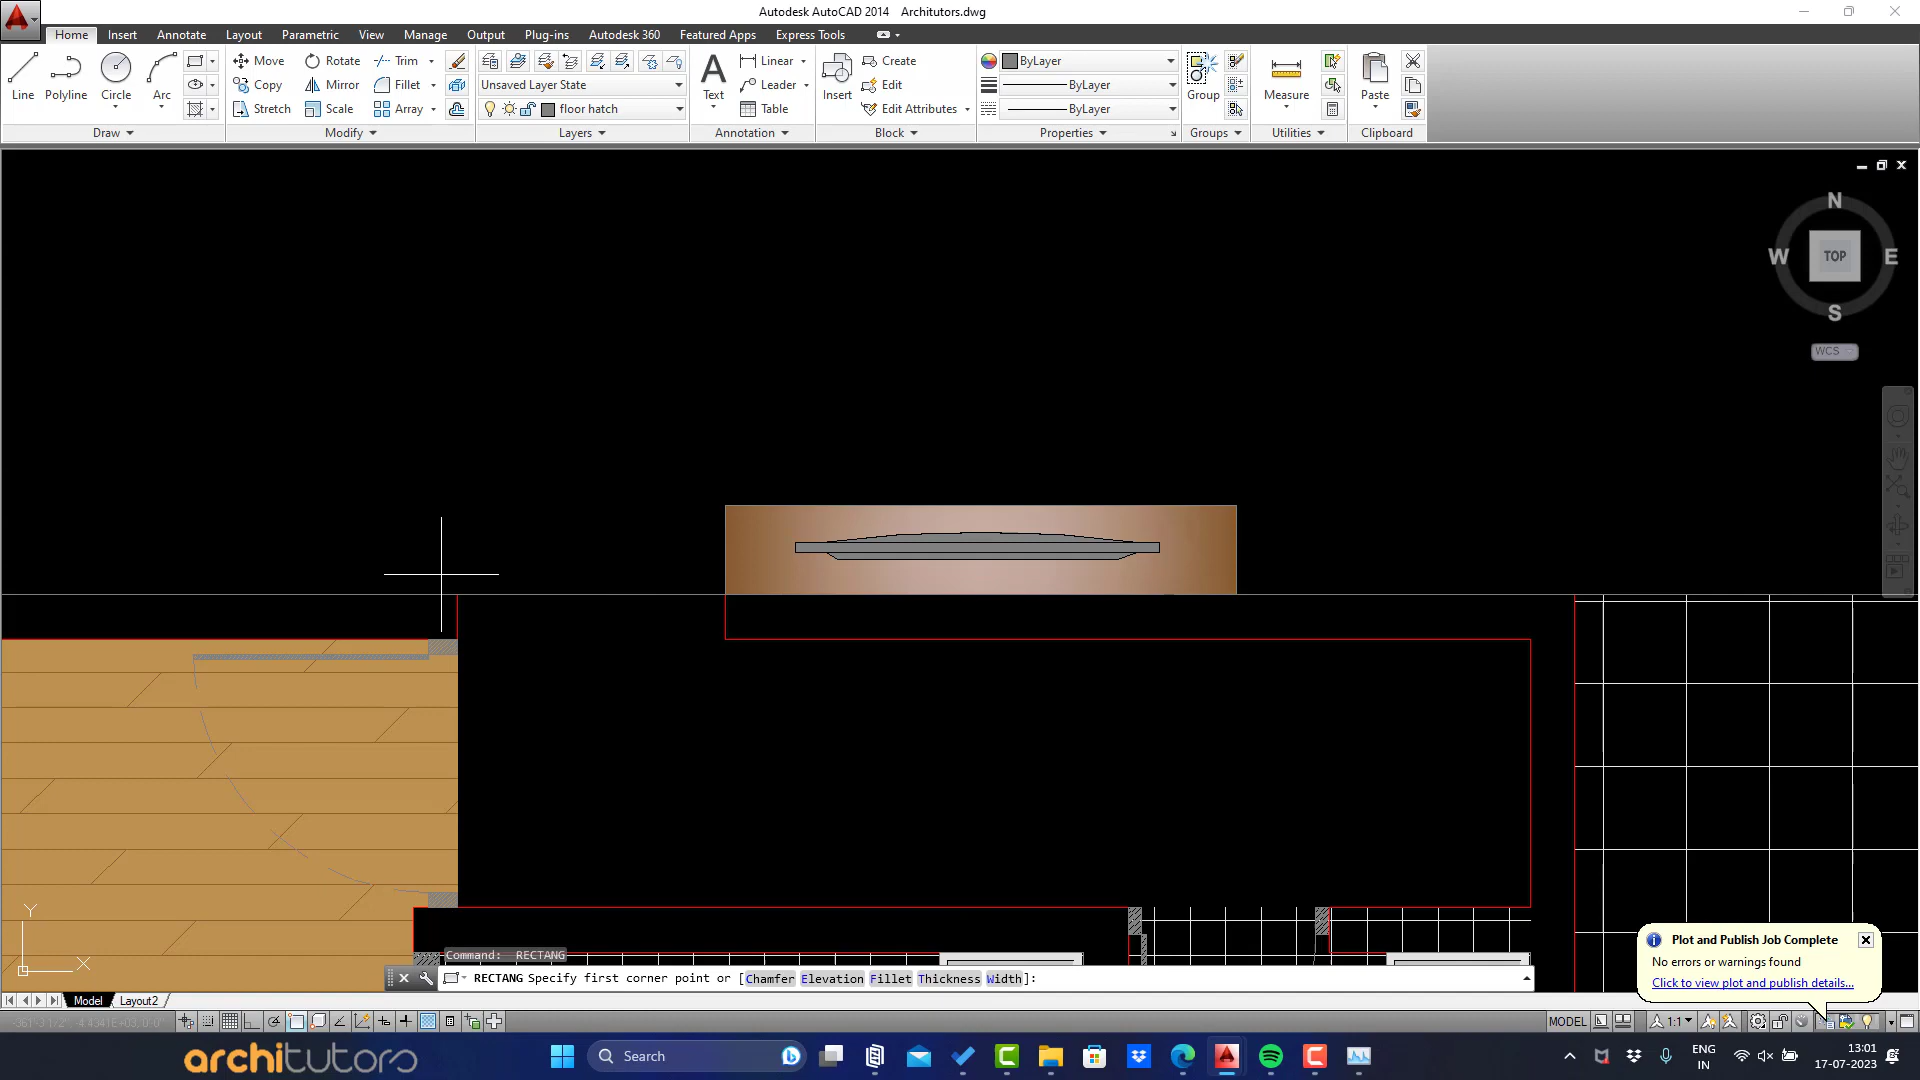 Autodesk AutoCAD 2014 Architutors.dwg
Home Insert Annotate Layout Parametric View Manage Output Plug-ins Autodesk 360 Featured Apps Express Tools
Line Polyline Circle Arc
Move Rotate Trim
Copy Mirror Fillet
Stretch Scale Array
Unsaved Layer State
floor hatch
Text
Linear
Leader
Table
Insert
Create
Edit
Edit Attributes
ByLayer
ByLayer
ByLayer
Group
Measure
Paste
Draw Modify Layers Annotation Block Properties Groups Utilities Clipboard
N
W TOP E
S
WCS
Y
X
Command: RECTANG
RECTANG Specify first corner point or [Chamfer Elevation Fillet Thickness Width]:
Plot and Publish Job Complete
No errors or warnings found
Click to view plot and publish details...
Model Layout2
MODEL 1:1
architutors
Search
ENG
IN
13:01
17-07-2023